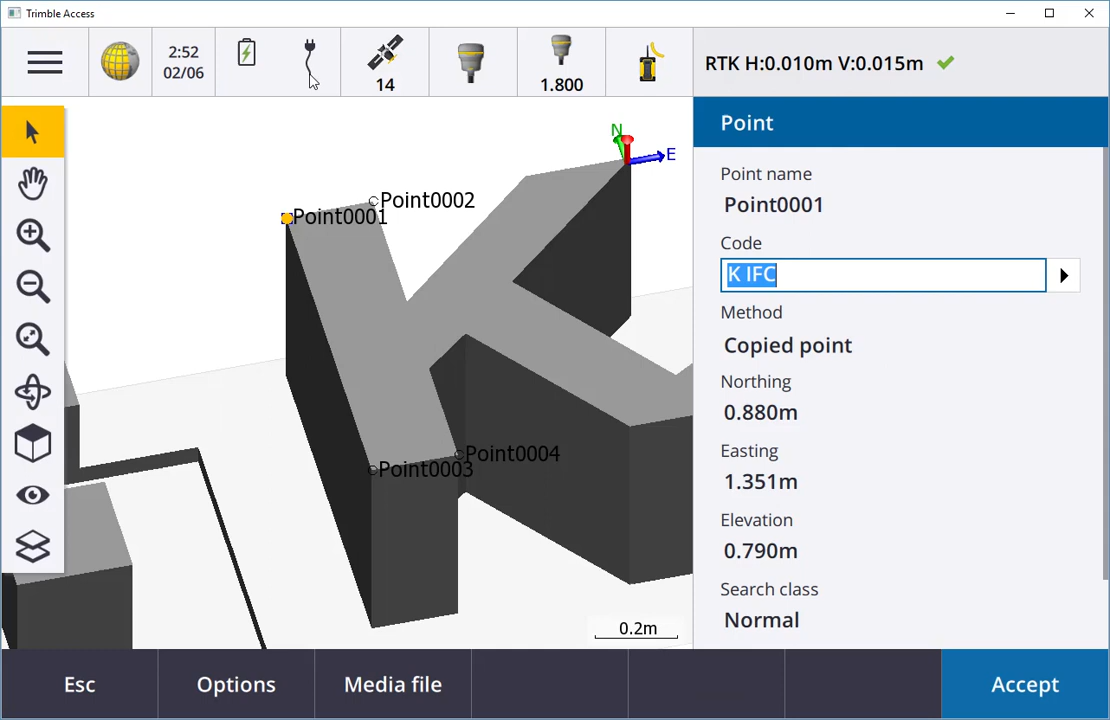 Trimble Access
2:52
02/06
14
1.800
RTK H:0.010m V:0.015m
N
E
Point0002
Point0001
Point0004
Point0003
0.2m
Point
Point name
Point0001
Code
K IFC
Method
Copied point
Northing
0.880m
Easting
1.351m
Elevation
0.790m
Search class
Normal
Esc
Options
Media file
Accept